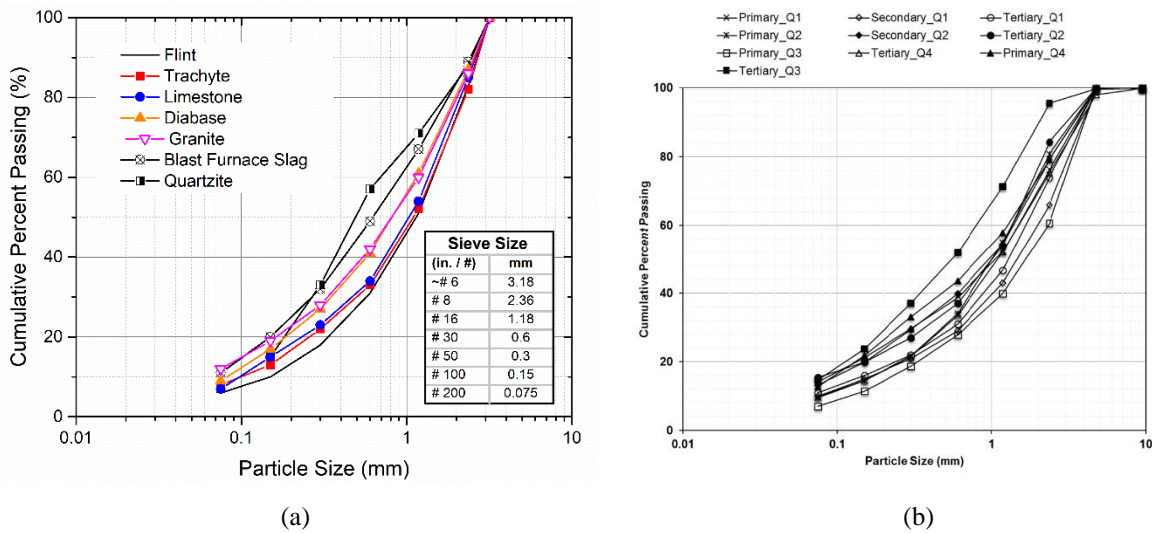 Cumulative Percent Passing (%)
100
80
60
40
20
0
Flint
Trachyte
Limestone
Diabase
Granite
Blast Furnace Slag
Quartzite
Sieve Size
(in. / #) mm
~# 6 3.18
# 8 2.36
# 16 1.18
# 30 0.6
# 50 0.3
# 100 0.15
# 200 0.075
0.01 0.1 1 10
Particle Size (mm)
(a)
Primary_Q1 Secondary_Q1 Tertiary_Q1
Primary_Q2 Secondary_Q2 Tertiary_Q2
Primary_Q3 Tertiary_Q4 Primary_Q4
Tertiary_Q3
Cumulative Percent Passing
100
80
60
40
20
0
0.01 0.1 1 10
Particle Size (mm)
(b)